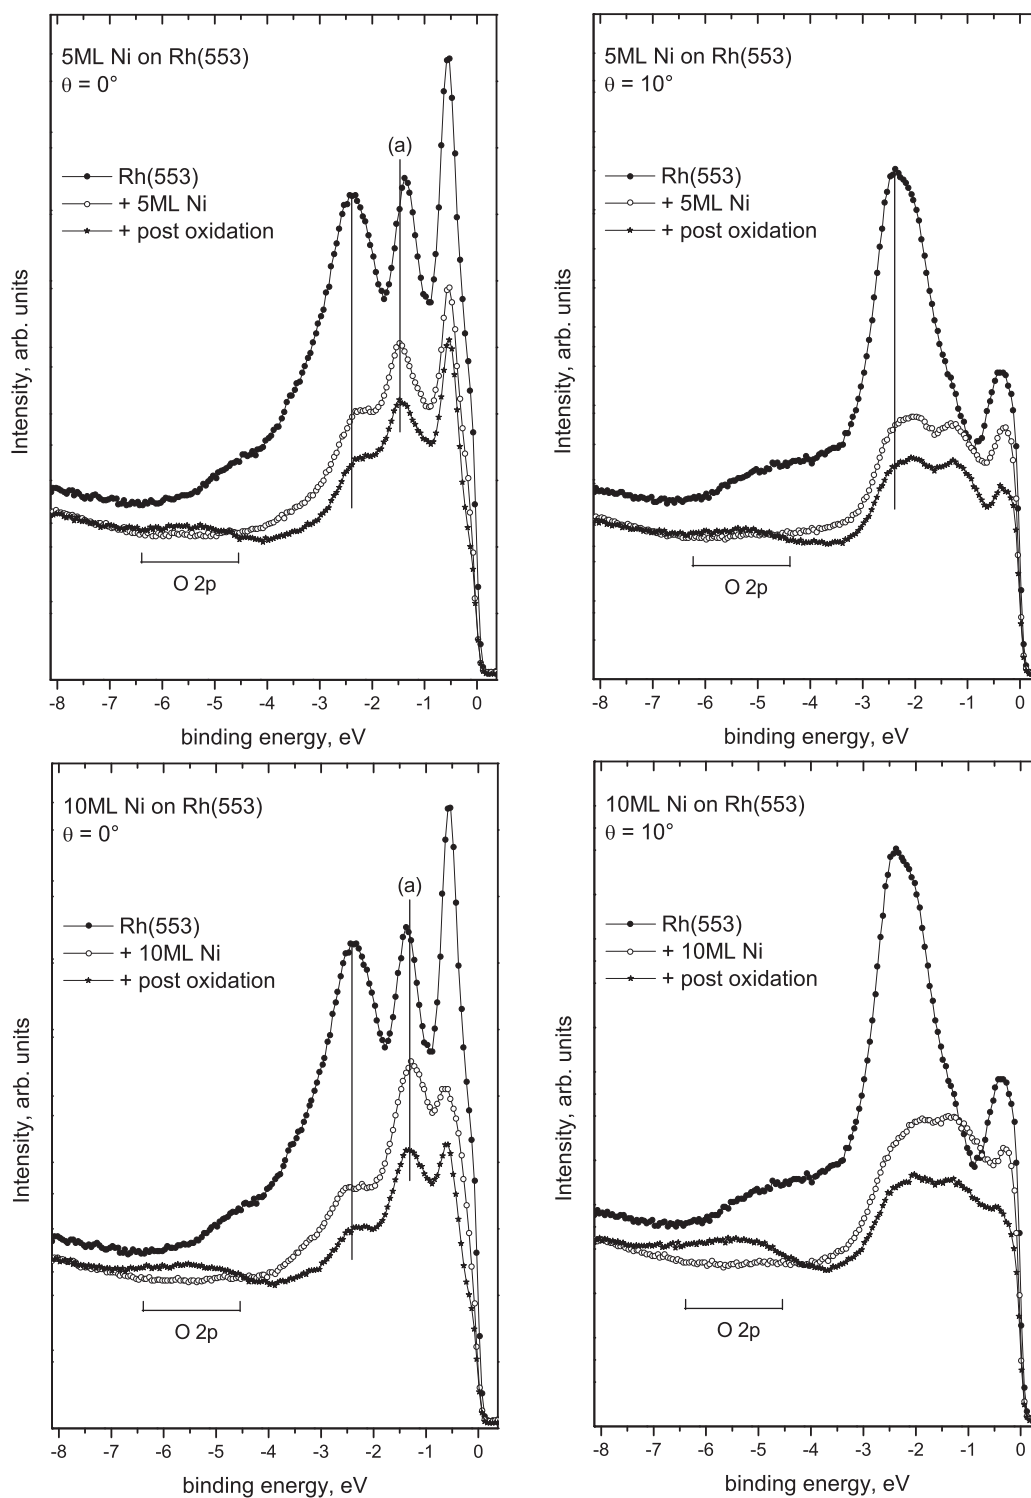 5ML Ni on Rh(553)
θ = 0°
(a)
Rh(553)
+ 5ML Ni
+ post oxidation
Intensity, arb. units
O 2p
-8 -7 -6 -5 -4 -3 -2 -1 0
binding energy, eV
5ML Ni on Rh(553)
θ = 10°
Rh(553)
+ 5ML Ni
+ post oxidation
Intensity, arb. units
O 2p
-8 -7 -6 -5 -4 -3 -2 -1 0
binding energy, eV
10ML Ni on Rh(553)
θ = 0°
(a)
Rh(553)
+ 10ML Ni
+ post oxidation
Intensity, arb. units
O 2p
-8 -7 -6 -5 -4 -3 -2 -1 0
binding energy, eV
10ML Ni on Rh(553)
θ = 10°
Rh(553)
+ 10ML Ni
+ post oxidation
Intensity, arb. units
O 2p
-8 -7 -6 -5 -4 -3 -2 -1 0
binding energy, eV